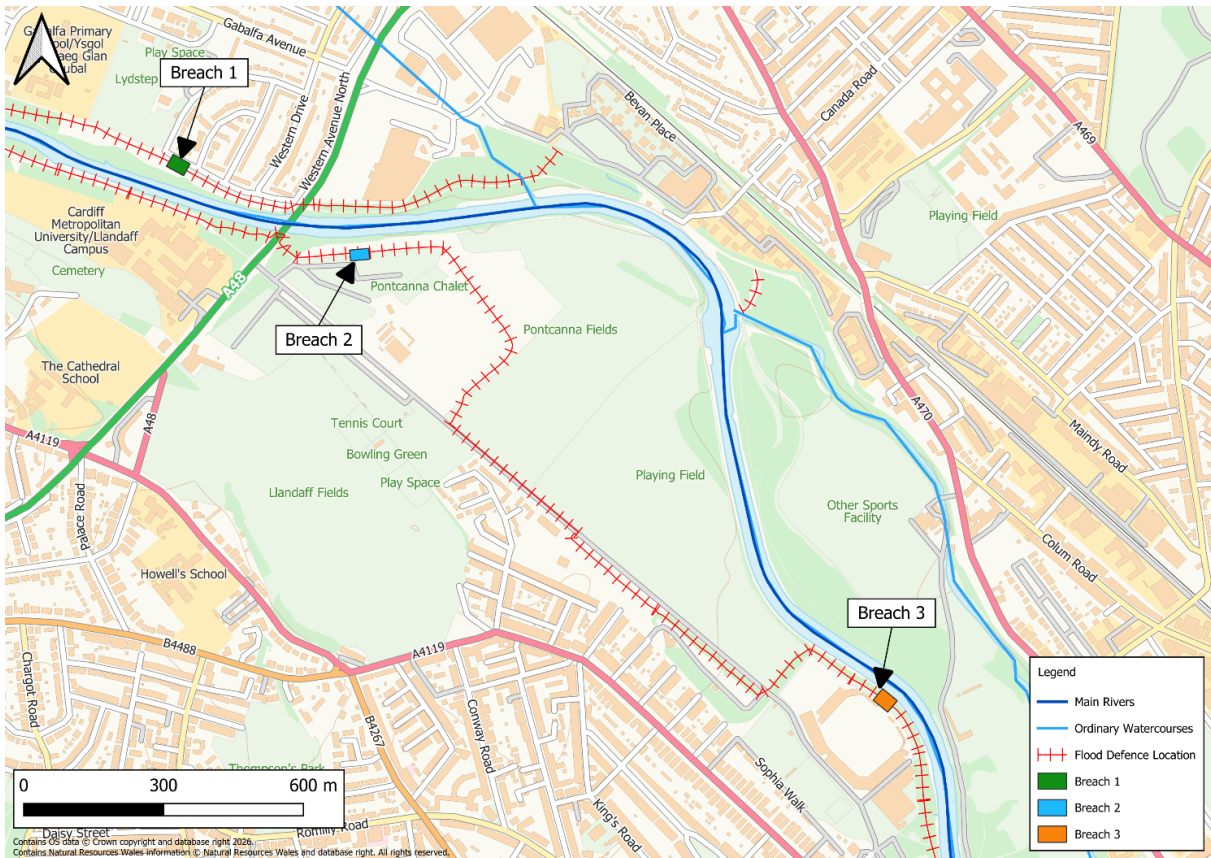 Gabalfa Primary
ool/Ysgol
aeg Glan
ubal
Gabalfa Avenue
Play Space
Lydstep
Breach 1
Western Drive
Western Avenue North
Bevan Place
Canada Road
A469
Playing Field
Cardiff
Metropolitan
University/Llandaff
Campus
Cemetery
A48
Pontcanna Chalet
Breach 2
Pontcanna Fields
The Cathedral
School
A48
A4119
A470
Maindy Road
Tennis Court
Bowling Green
Play Space
Llandaff Fields
Playing Field
Other Sports
Facility
Palace Road
Howell's School
Colum Road
Breach 3
B4488
A4119
Chargot Road
B4267
Conway Road
Sophia Walk
King's Road
Thompson's Park
Romilly Road
Daisy Street
0 300 600 m
Legend
Main Rivers
Ordinary Watercourses
Flood Defence Location
Breach 1
Breach 2
Breach 3
Contains OS data © Crown copyright and database right 2026.
Contains Natural Resources Wales information © Natural Resources Wales and database right. All rights reserved.